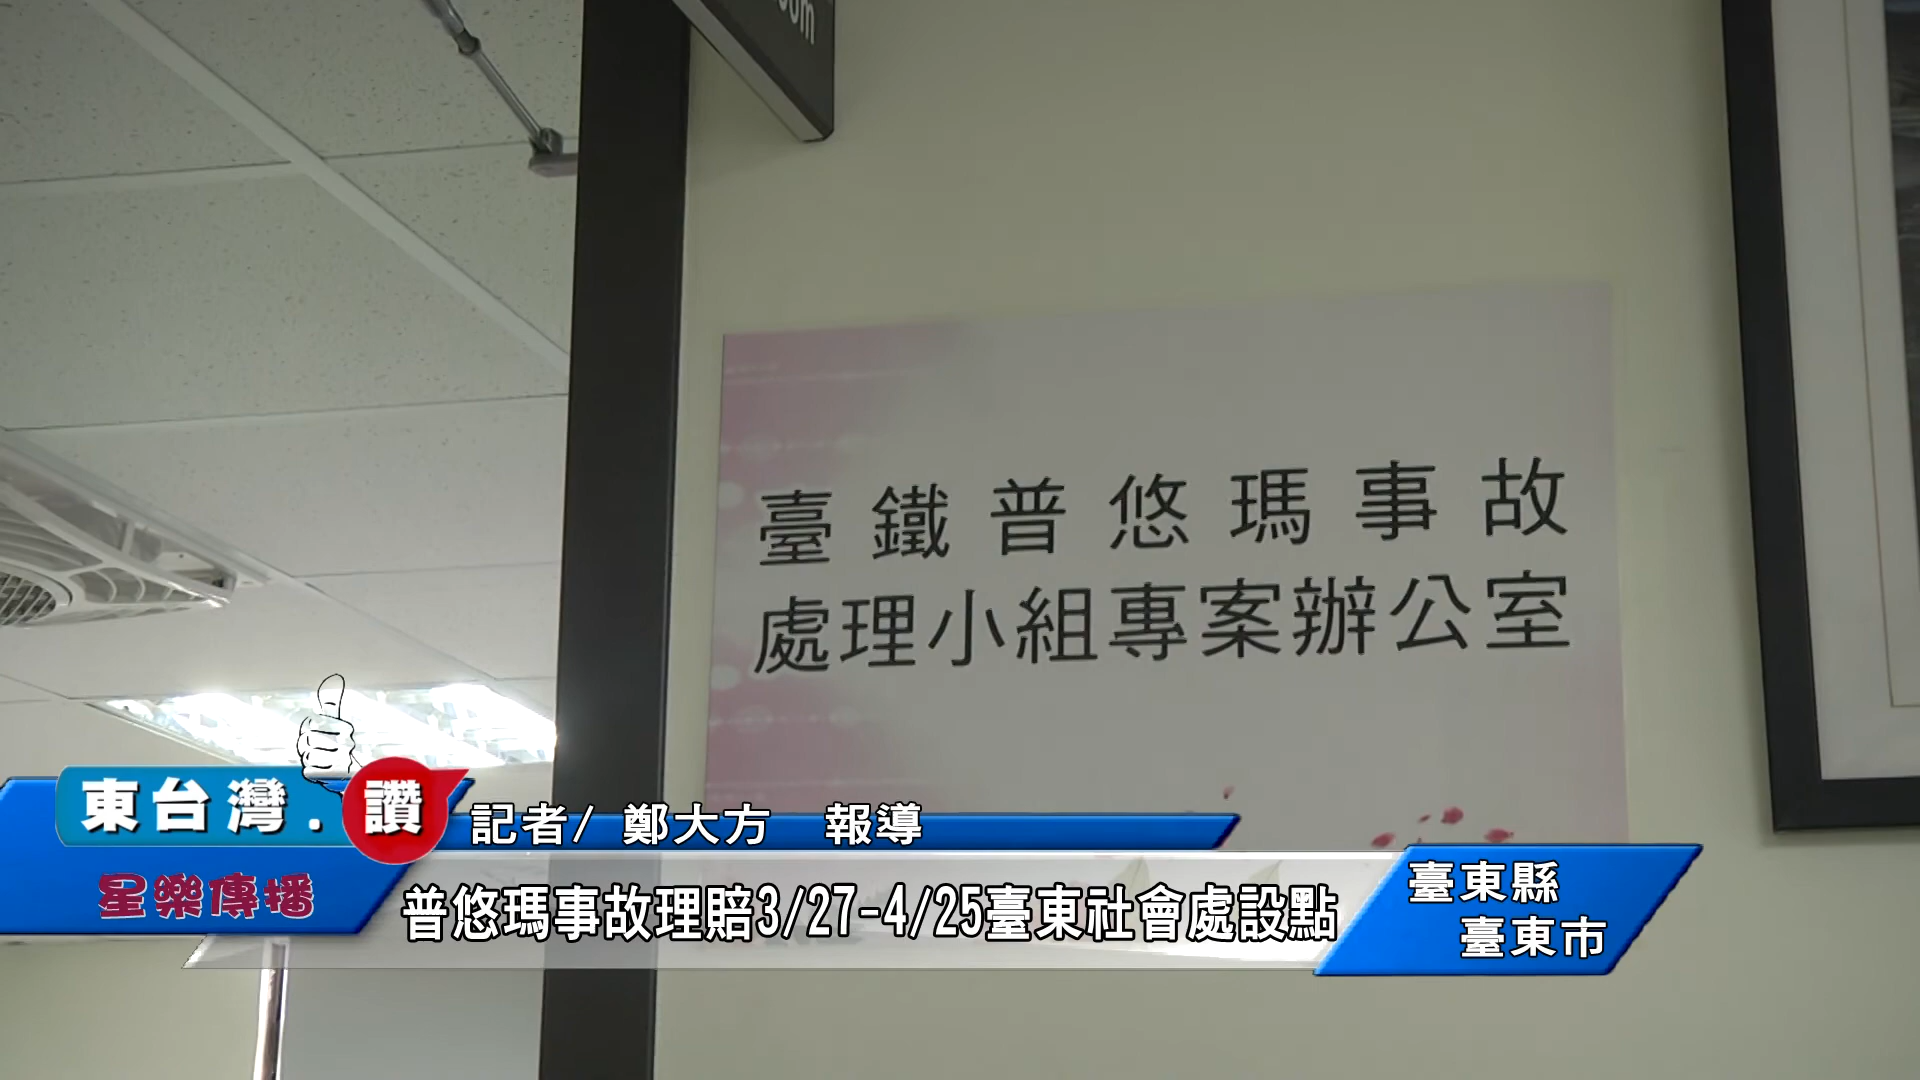 臺鐵普悠瑪事故
處理小組專案辦公室
東台灣.讚
記者/ 鄭大方 報導
星樂傳播
普悠瑪事故理賠3/27-4/25臺東社會處設點
臺東縣
臺東市